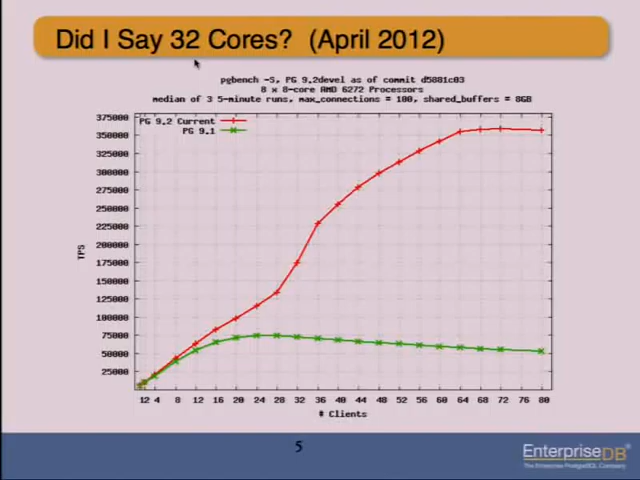 Did I Say 32 Cores? (April 2012)
pgbench -S, PG 9.2devel as of commit d5881c03
8 x 8-core AMD 6272 Processors
median of 3 5-minute runs, max_connections = 100, shared_buffers = 8GB
PG 9.2 Current
PG 9.1
375000
350000
325000
300000
275000
250000
225000
200000
175000
150000
125000
100000
75000
50000
25000
TPS
12 4 8 12 16 20 24 28 32 36 40 44 48 52 56 60 64 68 72 76 80
# Clients
5
EnterpriseDB
The Enterprise PostgreSQL Company